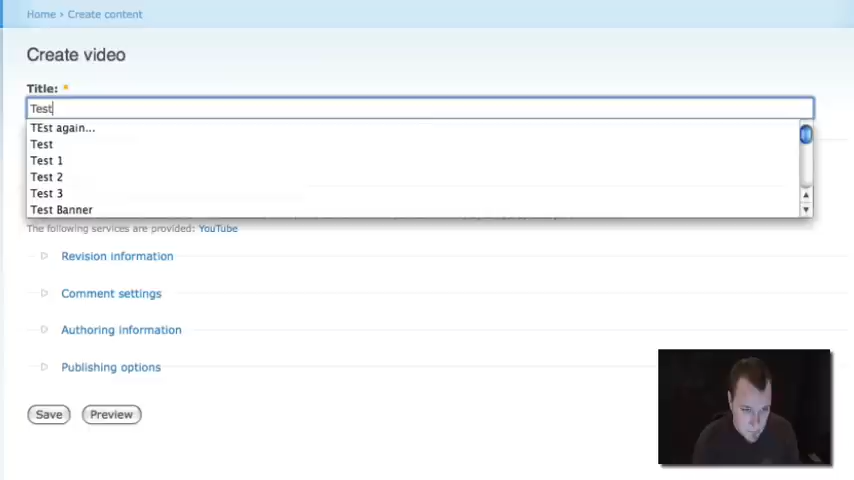 Home › Create content
Create video
Title: *
Test
TEst again...
Test
Test 1
Test 2
Test 3
Test Banner
The following services are provided: YouTube
Revision information
Comment settings
Authoring information
Publishing options
Save Preview